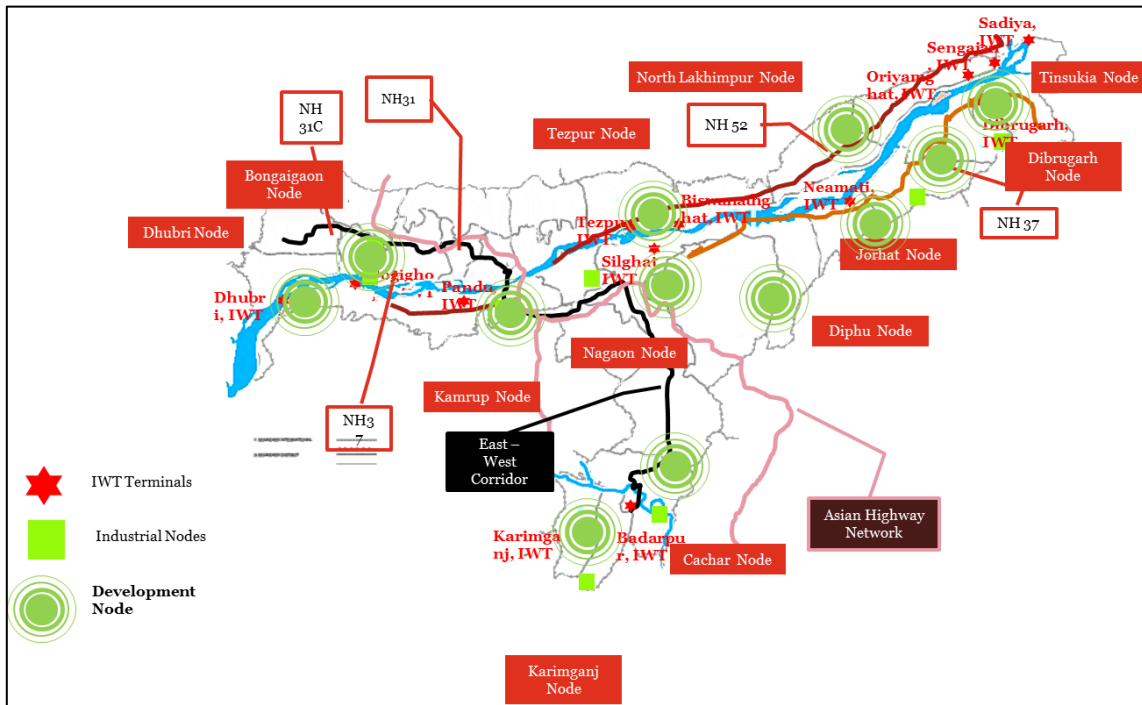 Sadiya,
IWT
Sengajan
, IWT
North Lakhimpur Node
Oriyamg
hat, IWT
Tinsukia Node
NH
31C
NH31
NH 52
Tezpur Node
Dibrugarh,
IWT
Dibrugarh
Node
Bongaigaon
Node
Neamati,
IWT
Biswanathg
hat, IWT
Tezpu
IWT
NH 37
Dhubri Node
Jorhat Node
Silghat
IWT
Dhubr
i, IWT
Pandu
IWT
Diphu Node
Nagaon Node
Kamrup Node
NH3
7
East –
West
Corridor
IWT Terminals
Asian Highway
Network
Industrial Nodes
Karimga
nj, IWT
Badarpu
r, IWT
Cachar Node
Development
Node
Karimganj
Node